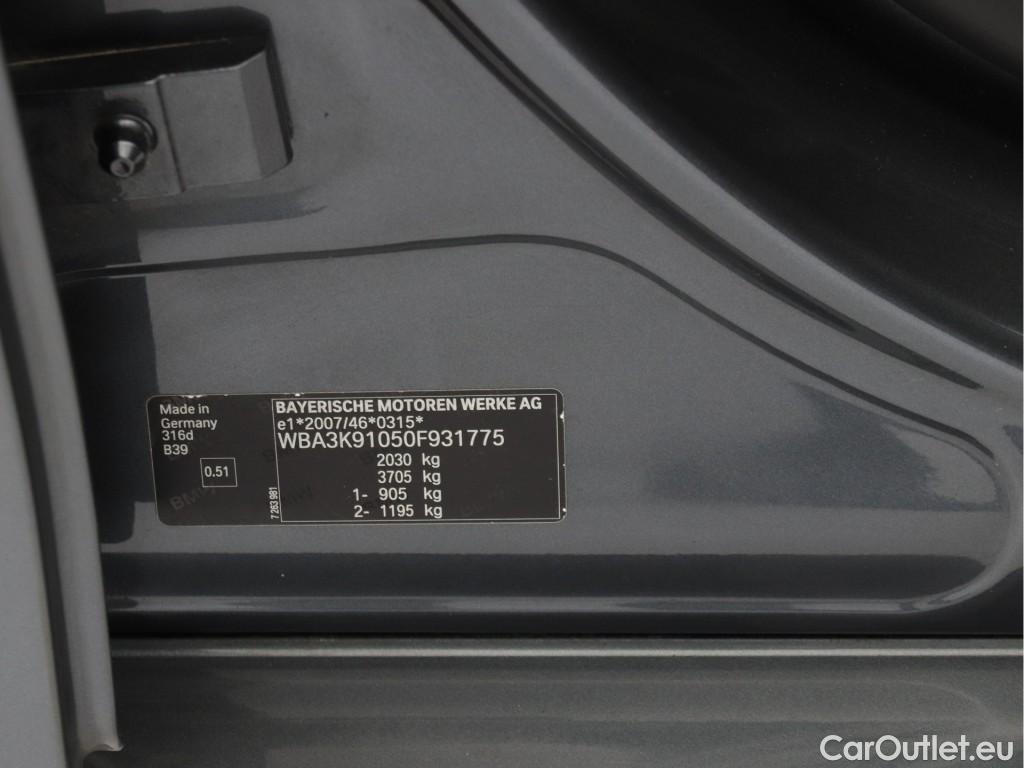 Made in
Germany
316d
B39
0.51
7 263 981
BAYERISCHE MOTOREN WERKE AG
e1*2007/46*0315*
WBA3K91050F931775
2030 kg
3705 kg
1- 905 kg
2- 1195 kg
CarOutlet.eu